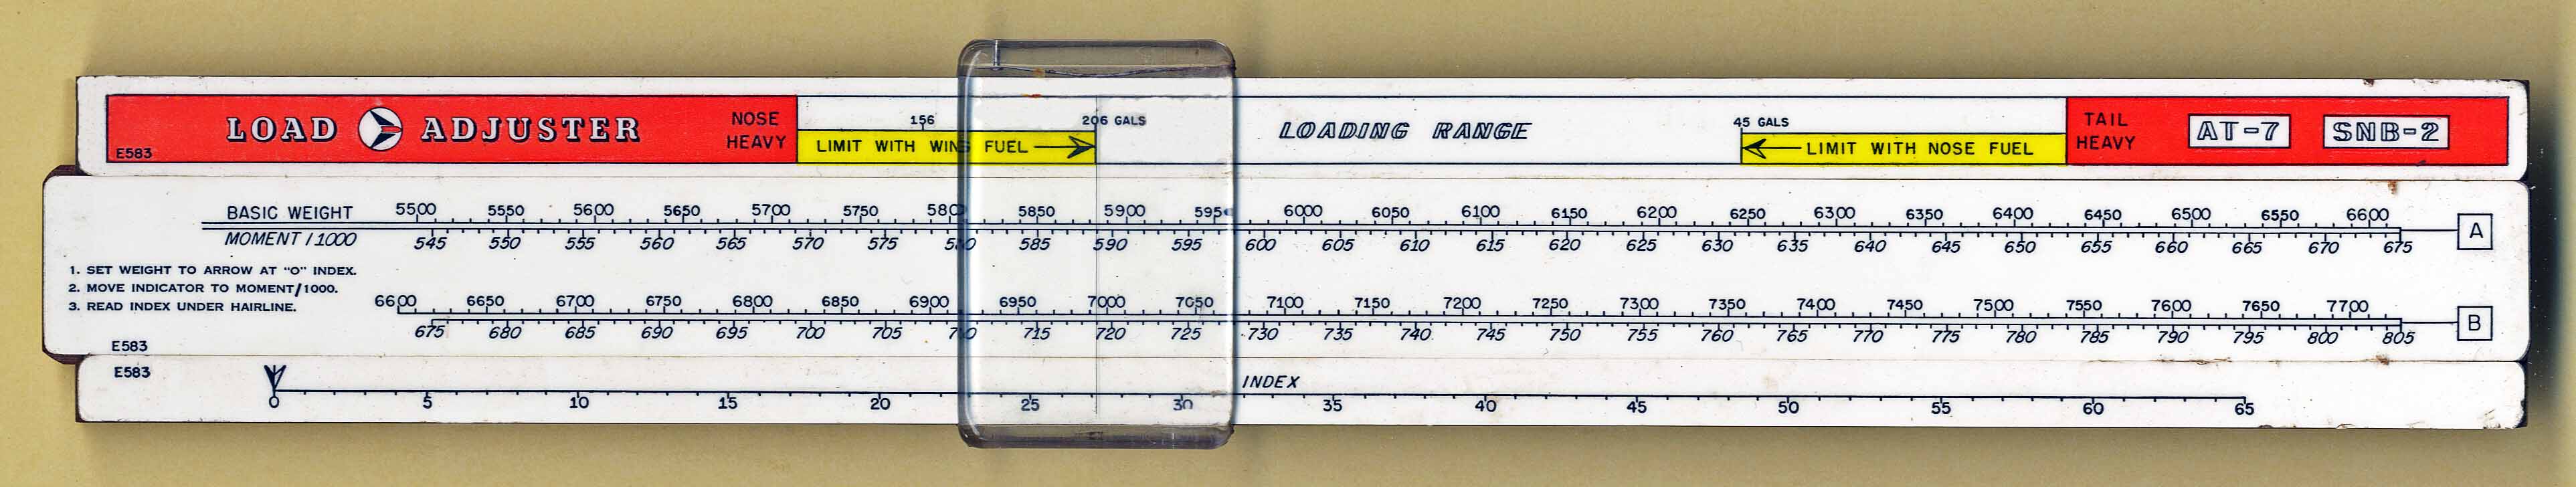 LOAD ADJUSTER
NOSE HEAVY
E583
156
206 GALS
LIMIT WITH WING FUEL
LOADING RANGE
45 GALS
LIMIT WITH NOSE FUEL
TAIL HEAVY
AT-7
SNB-2
BASIC WEIGHT 5500 5550 5600 5650 5700 5750 5800 5850 5900 5950 6000 6050 6100 6150 6200 6250 6300 6350 6400 6450 6500 6550 6600
MOMENT/1000 545 550 555 560 565 570 575 580 585 590 595 600 605 610 615 620 625 630 635 640 645 650 655 660 665 670 675
A
1. SET WEIGHT TO ARROW AT "O" INDEX.
2. MOVE INDICATOR TO MOMENT/1000.
3. READ INDEX UNDER HAIRLINE.
6600 6650 6700 6750 6800 6850 6900 6950 7000 7050 7100 7150 7200 7250 7300 7350 7400 7450 7500 7550 7600 7650 7700
675 680 685 690 695 700 705 710 715 720 725 730 735 740 745 750 755 760 765 770 775 780 785 790 795 800 805
B
E583
E583
INDEX
0 5 10 15 20 25 30 35 40 45 50 55 60 65